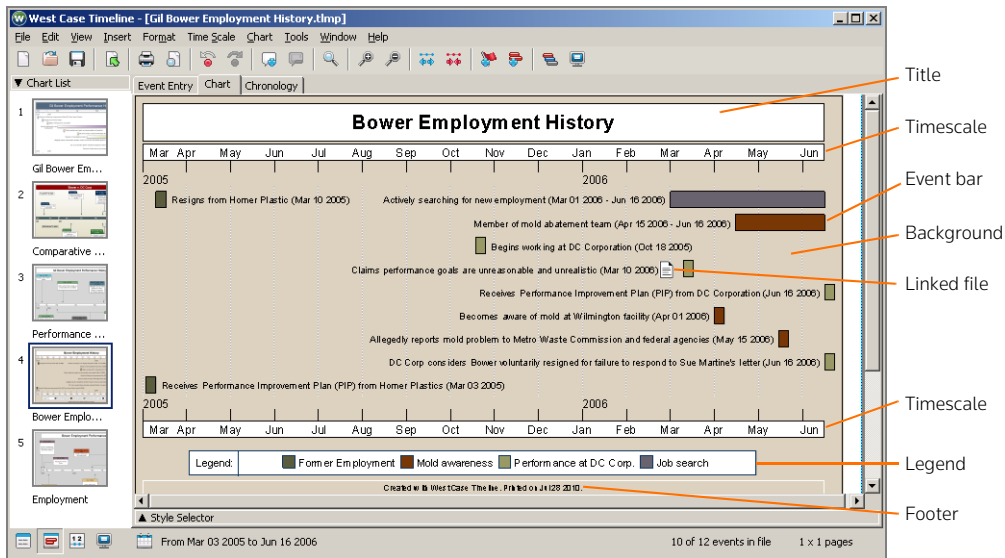 West Case Timeline - [Gil Bower Employment History.tlmp]
File Edit View Insert Format Time Scale Chart Tools Window Help
▼ Chart List
Event Entry Chart Chronology
1
Gil Bower Em...
2
Comparative ...
3
Performance ...
4
Bower Emplo...
5
Employment
Bower Employment History
Mar Apr May Jun Jul Aug Sep Oct Nov Dec Jan Feb Mar Apr May Jun
2005 2006
Resigns from Homer Plastic (Mar 10 2005)
Actively searching for new employment (Mar 01 2006 - Jun 16 2006)
Member of mold abatement team (Apr 15 2006 - Jun 16 2006)
Begins working at DC Corporation (Oct 18 2005)
Claims performance goals are unreasonable and unrealistic (Mar 10 2006)
Receives Performance Improvement Plan (PIP) from DC Corporation (Jun 16 2006)
Becomes aware of mold at Wilmington facility (Apr 01 2006)
Allegedly reports mold problem to Metro Waste Commission and federal agencies (May 15 2006)
DC Corp considers Bower voluntarily resigned for failure to respond to Sue Martine's letter (Jun 16 2006)
Receives Performance Improvement Plan (PIP) from Homer Plastics (Mar 03 2005)
2005 2006
Mar Apr May Jun Jul Aug Sep Oct Nov Dec Jan Feb Mar Apr May Jun
Legend: Former Employment Mold awareness Performance at DC Corp. Job search
Created with West Case Timeline. Printed on Jul 28 2010.
▲ Style Selector
From Mar 03 2005 to Jun 16 2006
10 of 12 events in file
1 x 1 pages
Title
Timescale
Event bar
Background
Linked file
Timescale
Legend
Footer